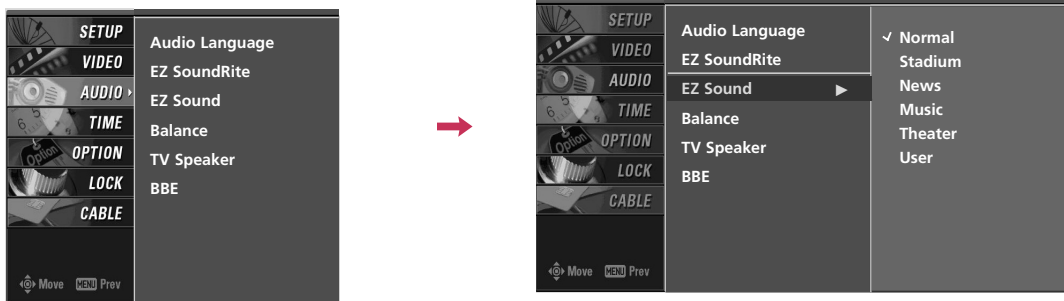 SETUP
VIDEO
AUDIO
TIME
OPTION
LOCK
CABLE
Move MENU Prev
Audio Language
EZ SoundRite
EZ Sound
Balance
TV Speaker
BBE
SETUP
VIDEO
AUDIO
TIME
OPTION
LOCK
CABLE
Move MENU Prev
Audio Language
EZ SoundRite
EZ Sound ▶
Balance
TV Speaker
BBE
✓ Normal
Stadium
News
Music
Theater
User